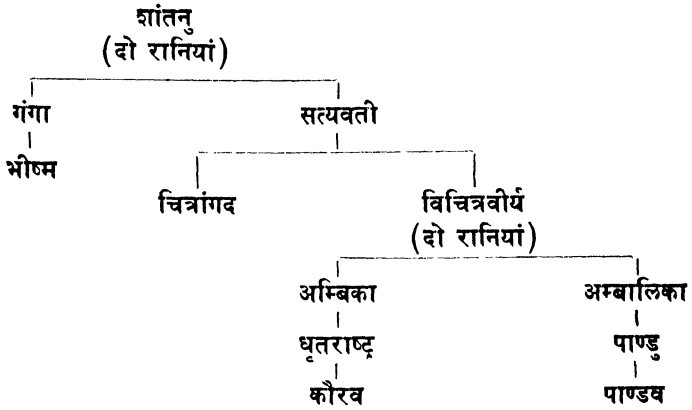 शांतनु
(दो रानियां)
गंगा सत्यवती
भीष्म
चित्रांगद विचित्रवीर्य
(दो रानियां)
अम्बिका अम्बालिका
धृतराष्ट्र पाण्डु
कौरव पाण्डव